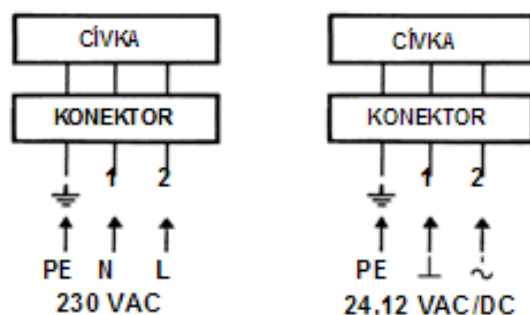 CÍVKA
KONEKTOR
1 2
PE N L
230 VAC
CÍVKA
KONEKTOR
1 2
PE ⊥ ~
24.12 VAC/DC